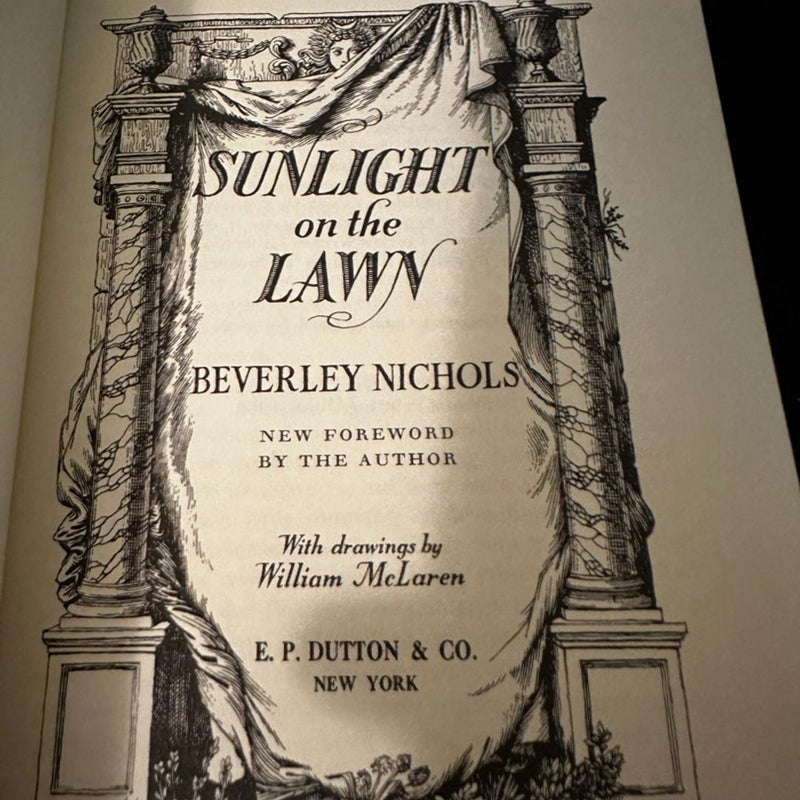 SUNLIGHT
on the
LAWN
BEVERLEY NICHOLS
NEW FOREWORD
BY THE AUTHOR
With drawings by
William McLaren
E. P. DUTTON & CO.
NEW YORK